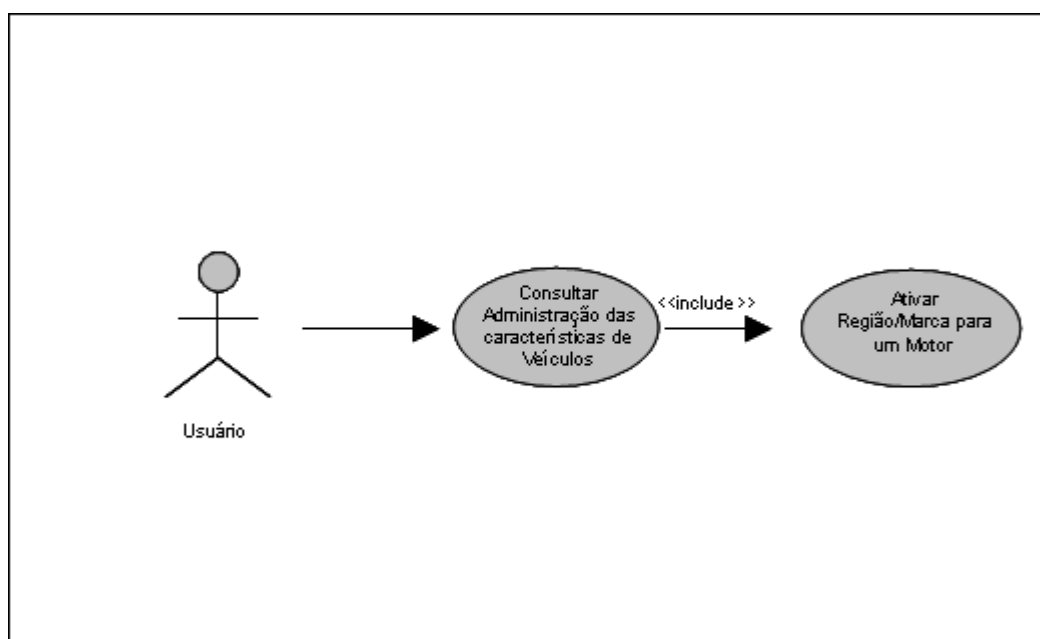 Consultar
Administração das
características de
Veículos
<<include>>
Ativar
Região/Marca para
um Motor
Usuário